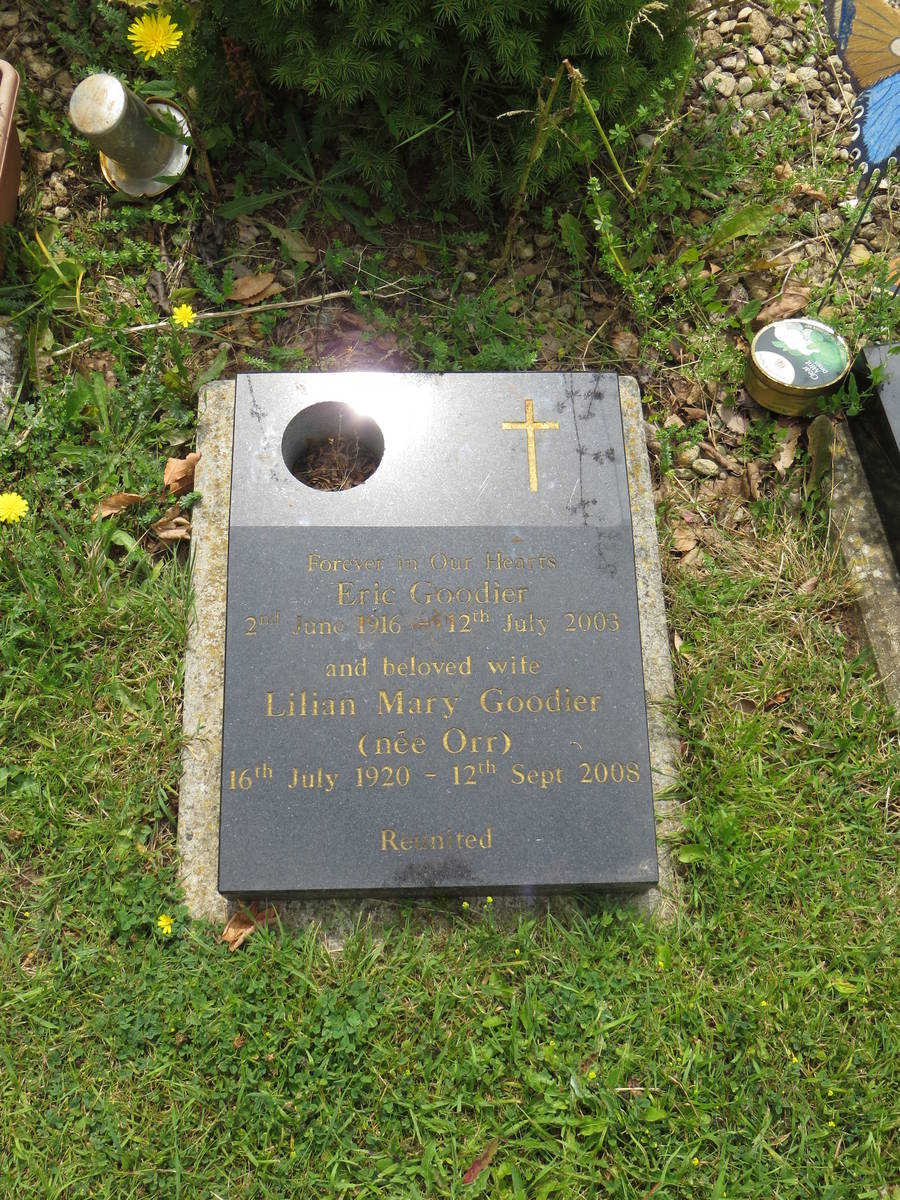 Forever in Our Hearts
Eric Goodier
2nd June 1916 - 12th July 2003
and beloved wife
Lilian Mary Goodier
(née Orr)
16th July 1920 - 12th Sept 2008
Reunited